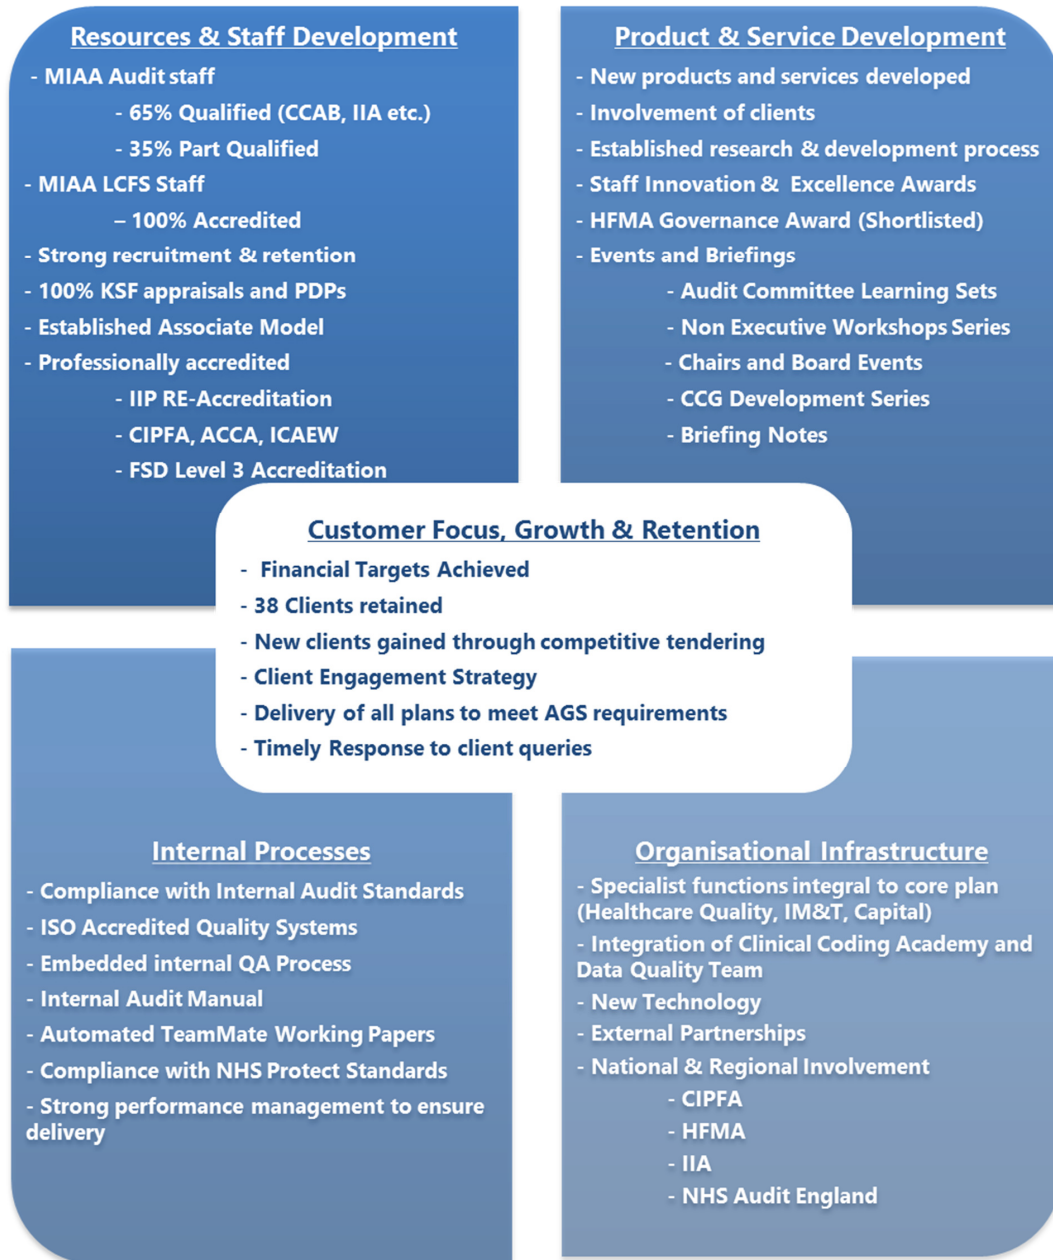 Resources & Staff Development
- MIAA Audit staff
- 65% Qualified (CCAB, IIA etc.)
- 35% Part Qualified
- MIAA LCFS Staff
– 100% Accredited
- Strong recruitment & retention
- 100% KSF appraisals and PDPs
- Established Associate Model
- Professionally accredited
- IIP RE-Accreditation
- CIPFA, ACCA, ICAEW
- FSD Level 3 Accreditation
Product & Service Development
- New products and services developed
- Involvement of clients
- Established research & development process
- Staff Innovation & Excellence Awards
- HFMA Governance Award (Shortlisted)
- Events and Briefings
- Audit Committee Learning Sets
- Non Executive Workshops Series
- Chairs and Board Events
- CCG Development Series
- Briefing Notes
Customer Focus, Growth & Retention
- Financial Targets Achieved
- 38 Clients retained
- New clients gained through competitive tendering
- Client Engagement Strategy
- Delivery of all plans to meet AGS requirements
- Timely Response to client queries
Internal Processes
- Compliance with Internal Audit Standards
- ISO Accredited Quality Systems
- Embedded internal QA Process
- Internal Audit Manual
- Automated TeamMate Working Papers
- Compliance with NHS Protect Standards
- Strong performance management to ensure
delivery
Organisational Infrastructure
- Specialist functions integral to core plan
(Healthcare Quality, IM&T, Capital)
- Integration of Clinical Coding Academy and
Data Quality Team
- New Technology
- External Partnerships
- National & Regional Involvement
- CIPFA
- HFMA
- IIA
- NHS Audit England